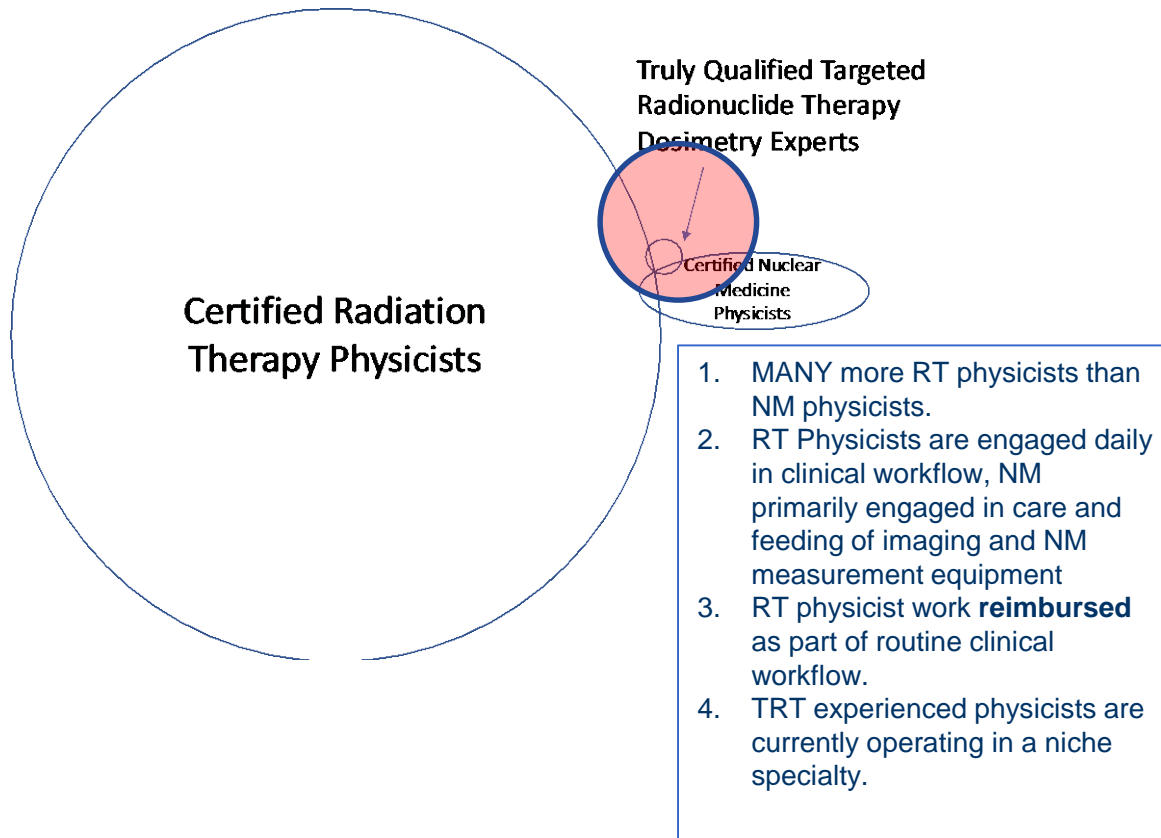 Truly Qualified Targeted
Radionuclide Therapy
Dosimetry Experts
Certified Nuclear
Medicine
Physicists
Certified Radiation
Therapy Physicists
1. MANY more RT physicists than
NM physicists.
2. RT Physicists are engaged daily
in clinical workflow, NM
primarily engaged in care and
feeding of imaging and NM
measurement equipment
3. RT physicist work reimbursed
as part of routine clinical
workflow.
4. TRT experienced physicists are
currently operating in a niche
specialty.